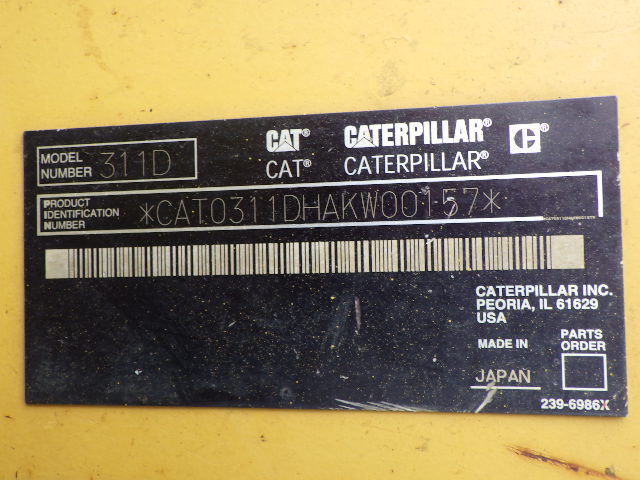 MODEL NUMBER 311D
CAT® CATERPILLAR® C®
CAT® CATERPILLAR®
PRODUCT IDENTIFICATION NUMBER *CAT0311DHAKW00157*
CATERPILLAR INC.
PEORIA, IL 61629
USA
MADE IN
JAPAN
PARTS
ORDER
239-6986X